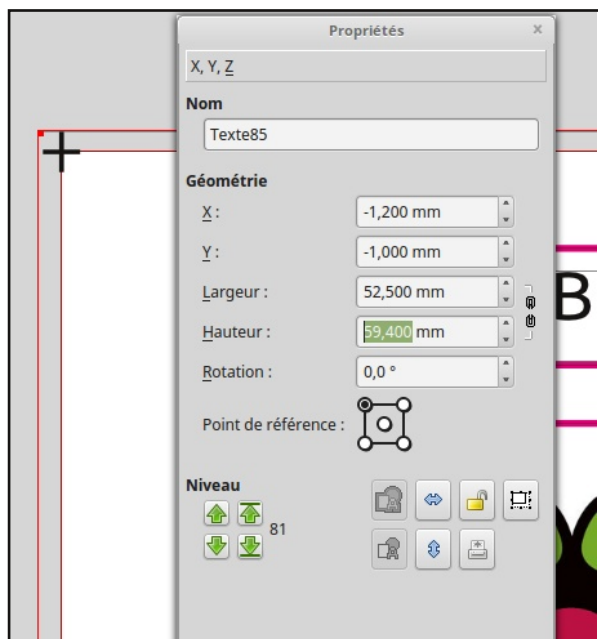 Propriétés
X, Y, Z
Nom
Texte85
Géométrie
X : -1,200 mm
Y : -1,000 mm
Largeur : 52,500 mm
Hauteur : 59,400 mm
Rotation : 0,0 °
Point de référence :
Niveau
81
B